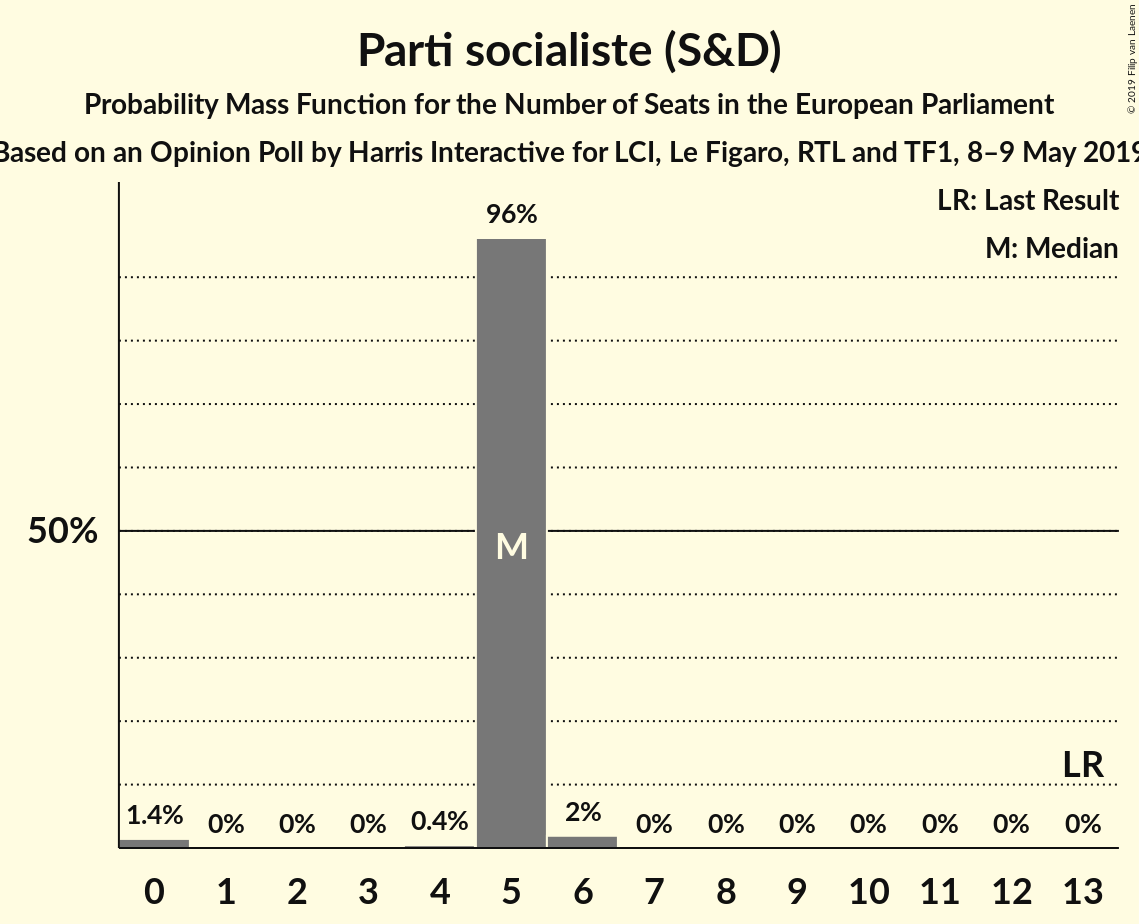 Parti socialiste (S&D)
Probability Mass Function for the Number of Seats in the European Parliament
Based on an Opinion Poll by Harris Interactive for LCI, Le Figaro, RTL and TF1, 8–9 May 2019
© 2019 Filip van Laenen
LR: Last Result
M: Median
96%
50%
M
LR
1.4% 0% 0% 0% 0.4% 2% 0% 0% 0% 0% 0% 0% 0%
0 1 2 3 4 5 6 7 8 9 10 11 12 13